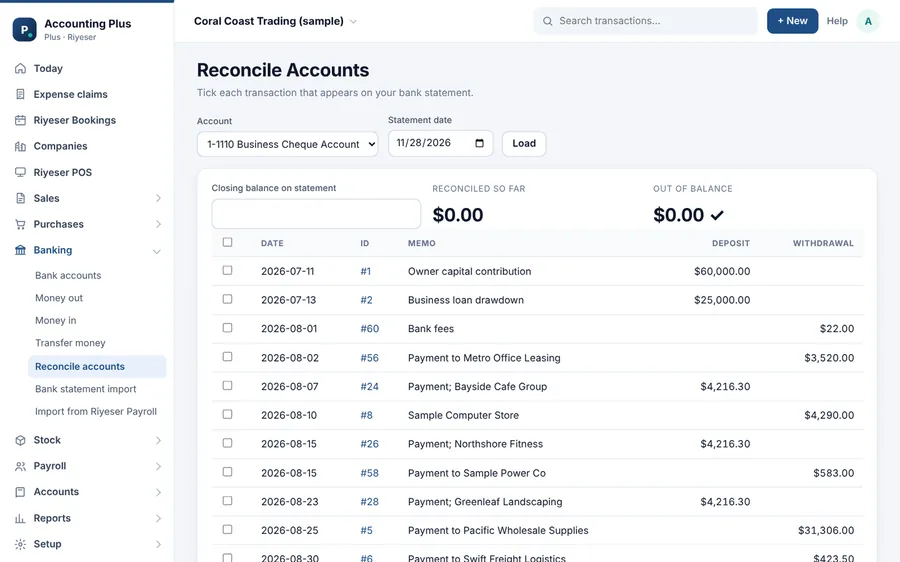 Accounting Plus
Plus · Riyeser
Coral Coast Trading (sample)
Search transactions...
+ New
Help
A
Today
Expense claims
Riyeser Bookings
Companies
Riyeser POS
Sales
Purchases
Banking
Bank accounts
Money out
Money in
Transfer money
Reconcile accounts
Bank statement import
Import from Riyeser Payroll
Stock
Payroll
Accounts
Reports
Setup
Reconcile Accounts
Tick each transaction that appears on your bank statement.
Account
Statement date
1-1110 Business Cheque Account
11/28/2026
Load
Closing balance on statement
RECONCILED SO FAR
OUT OF BALANCE
$0.00
$0.00 ✓
DATE ID MEMO DEPOSIT WITHDRAWAL
2026-07-11 #1 Owner capital contribution $60,000.00
2026-07-13 #2 Business loan drawdown $25,000.00
2026-08-01 #60 Bank fees $22.00
2026-08-02 #56 Payment to Metro Office Leasing $3,520.00
2026-08-07 #24 Payment; Bayside Cafe Group $4,216.30
2026-08-10 #8 Sample Computer Store $4,290.00
2026-08-15 #26 Payment; Northshore Fitness $4,216.30
2026-08-15 #58 Payment to Sample Power Co $583.00
2026-08-23 #28 Payment; Greenleaf Landscaping $4,216.30
2026-08-25 #5 Payment to Pacific Wholesale Supplies $31,306.00
2026-08-30 #6 Payment to Swift Freight Logistics $423.50